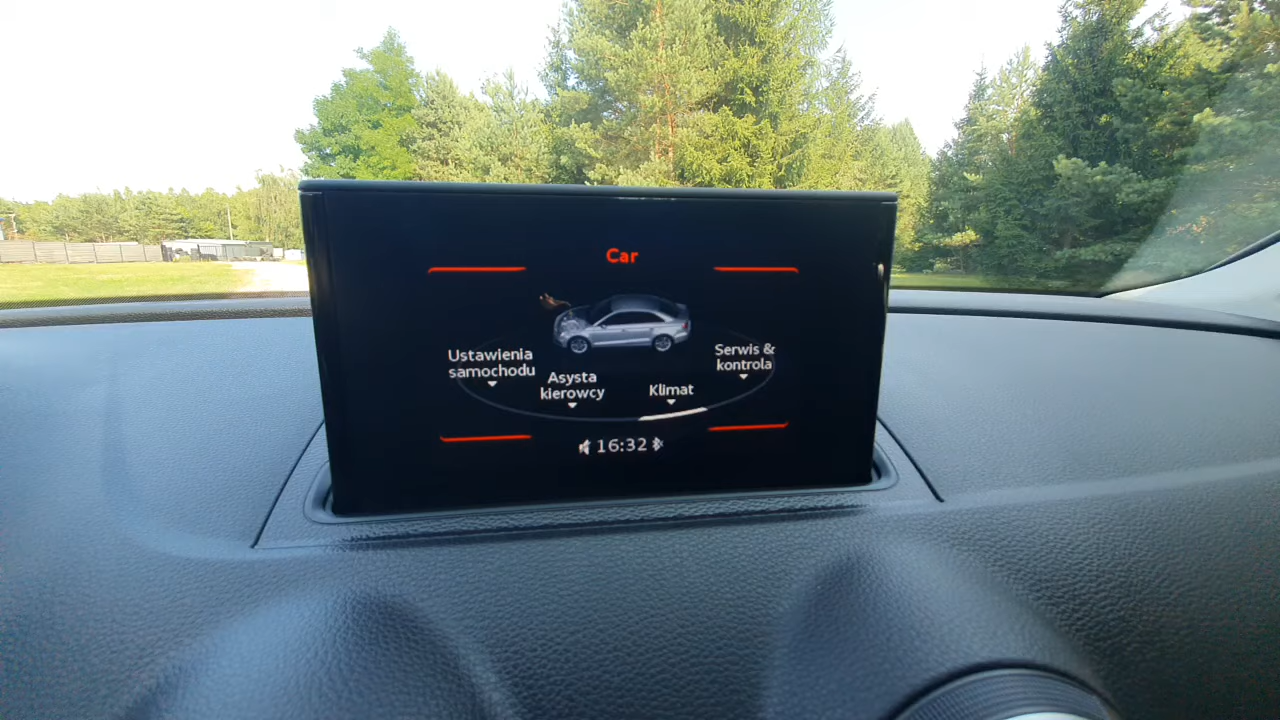 Car
Ustawienia
samochodu
Asysta
kierowcy
Klimat
Serwis &
kontrola
16:32